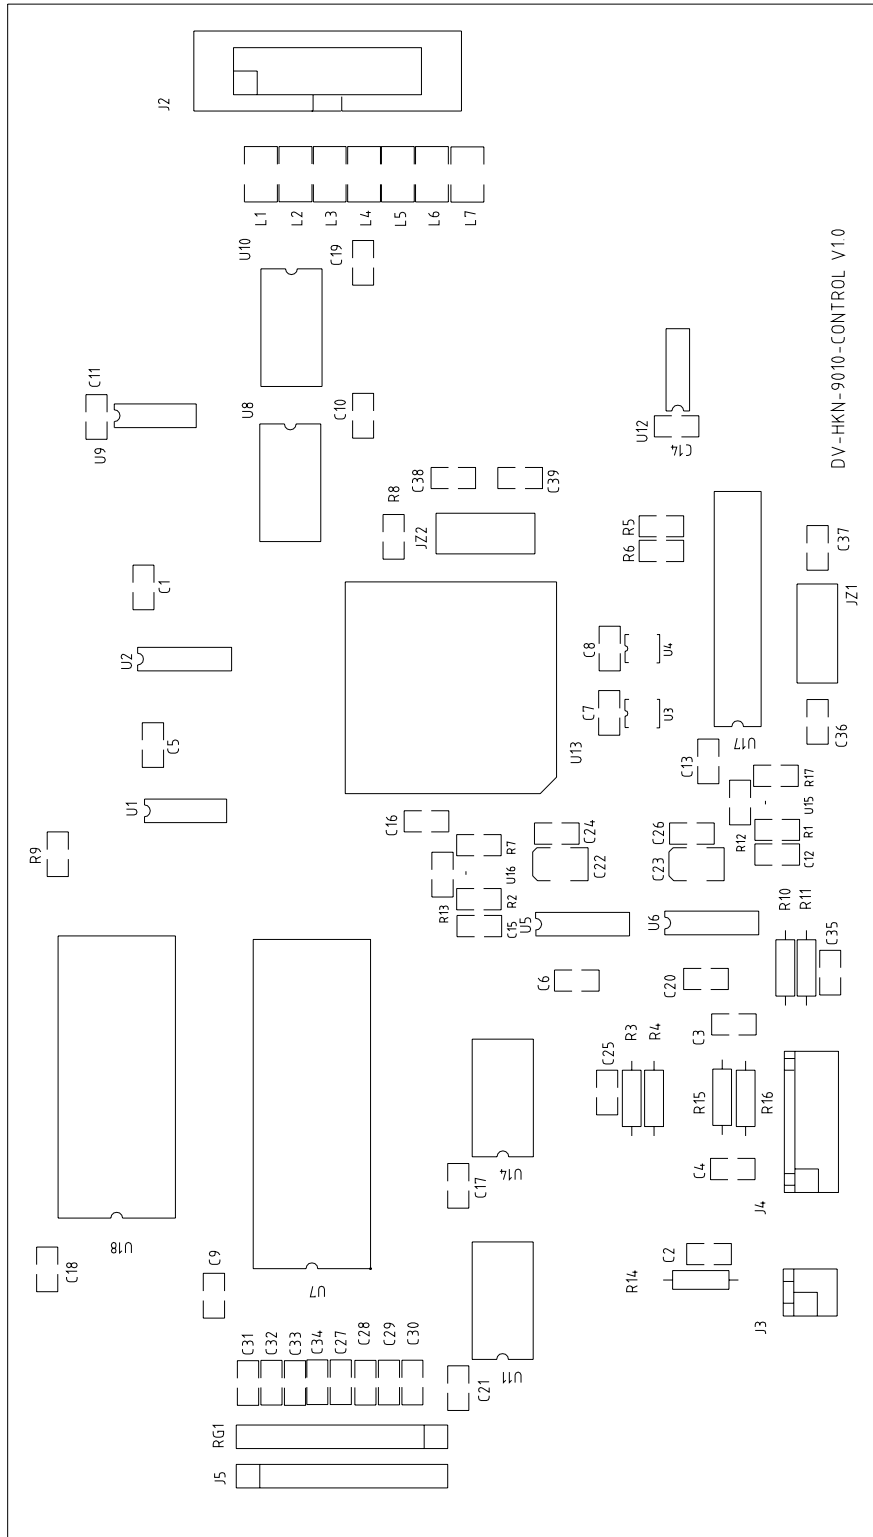 J2
L1
L2
L3
L4
L5
L6
L7
U10
C19
DV-HKN-9010-CONTROL V1.0
C11
U9
U8
C10
U12
C14
C38
C39
R8
JZ2
R5
R6
C37
C1
JZ1
U2
C8
U4
C5
C7
U3
U13
U17
C36
U1
C13
C16
R17
U15
R9
R7
C24
C26
R12
R1
U16
C22
C23
C12
R13
R2
C15
U5
U6
R10
R11
C35
C6
C20
C3
R3
R4
C25
R15
R16
C4
U14
C17
J4
U18
C18
C9
U7
C2
R14
J3
C31
C32
C33
C34
C27
C28
C29
C30
U11
C21
RG1
J5